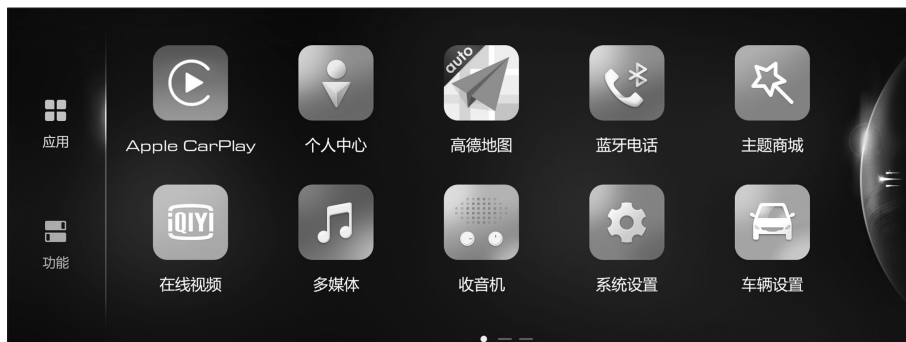 应用
功能
Apple CarPlay
个人中心
auto
高德地图
蓝牙电话
主题商城
iQIYI
在线视频
多媒体
收音机
系统设置
车辆设置